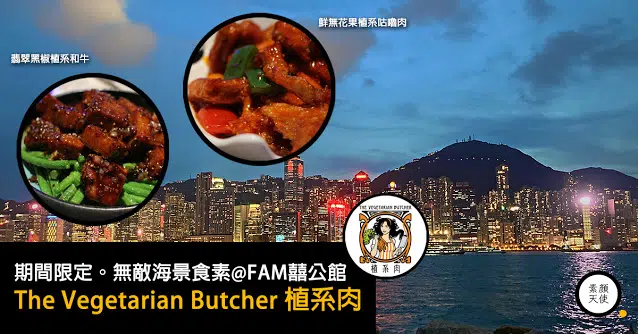 鮮無花果植系咕嚕肉
翡翠黑椒植系和牛
THE VEGETARIAN BUTCHER
植系肉
期間限定。無敵海景食素@FAM囍公館
The Vegetarian Butcher 植系肉
素顏
天使